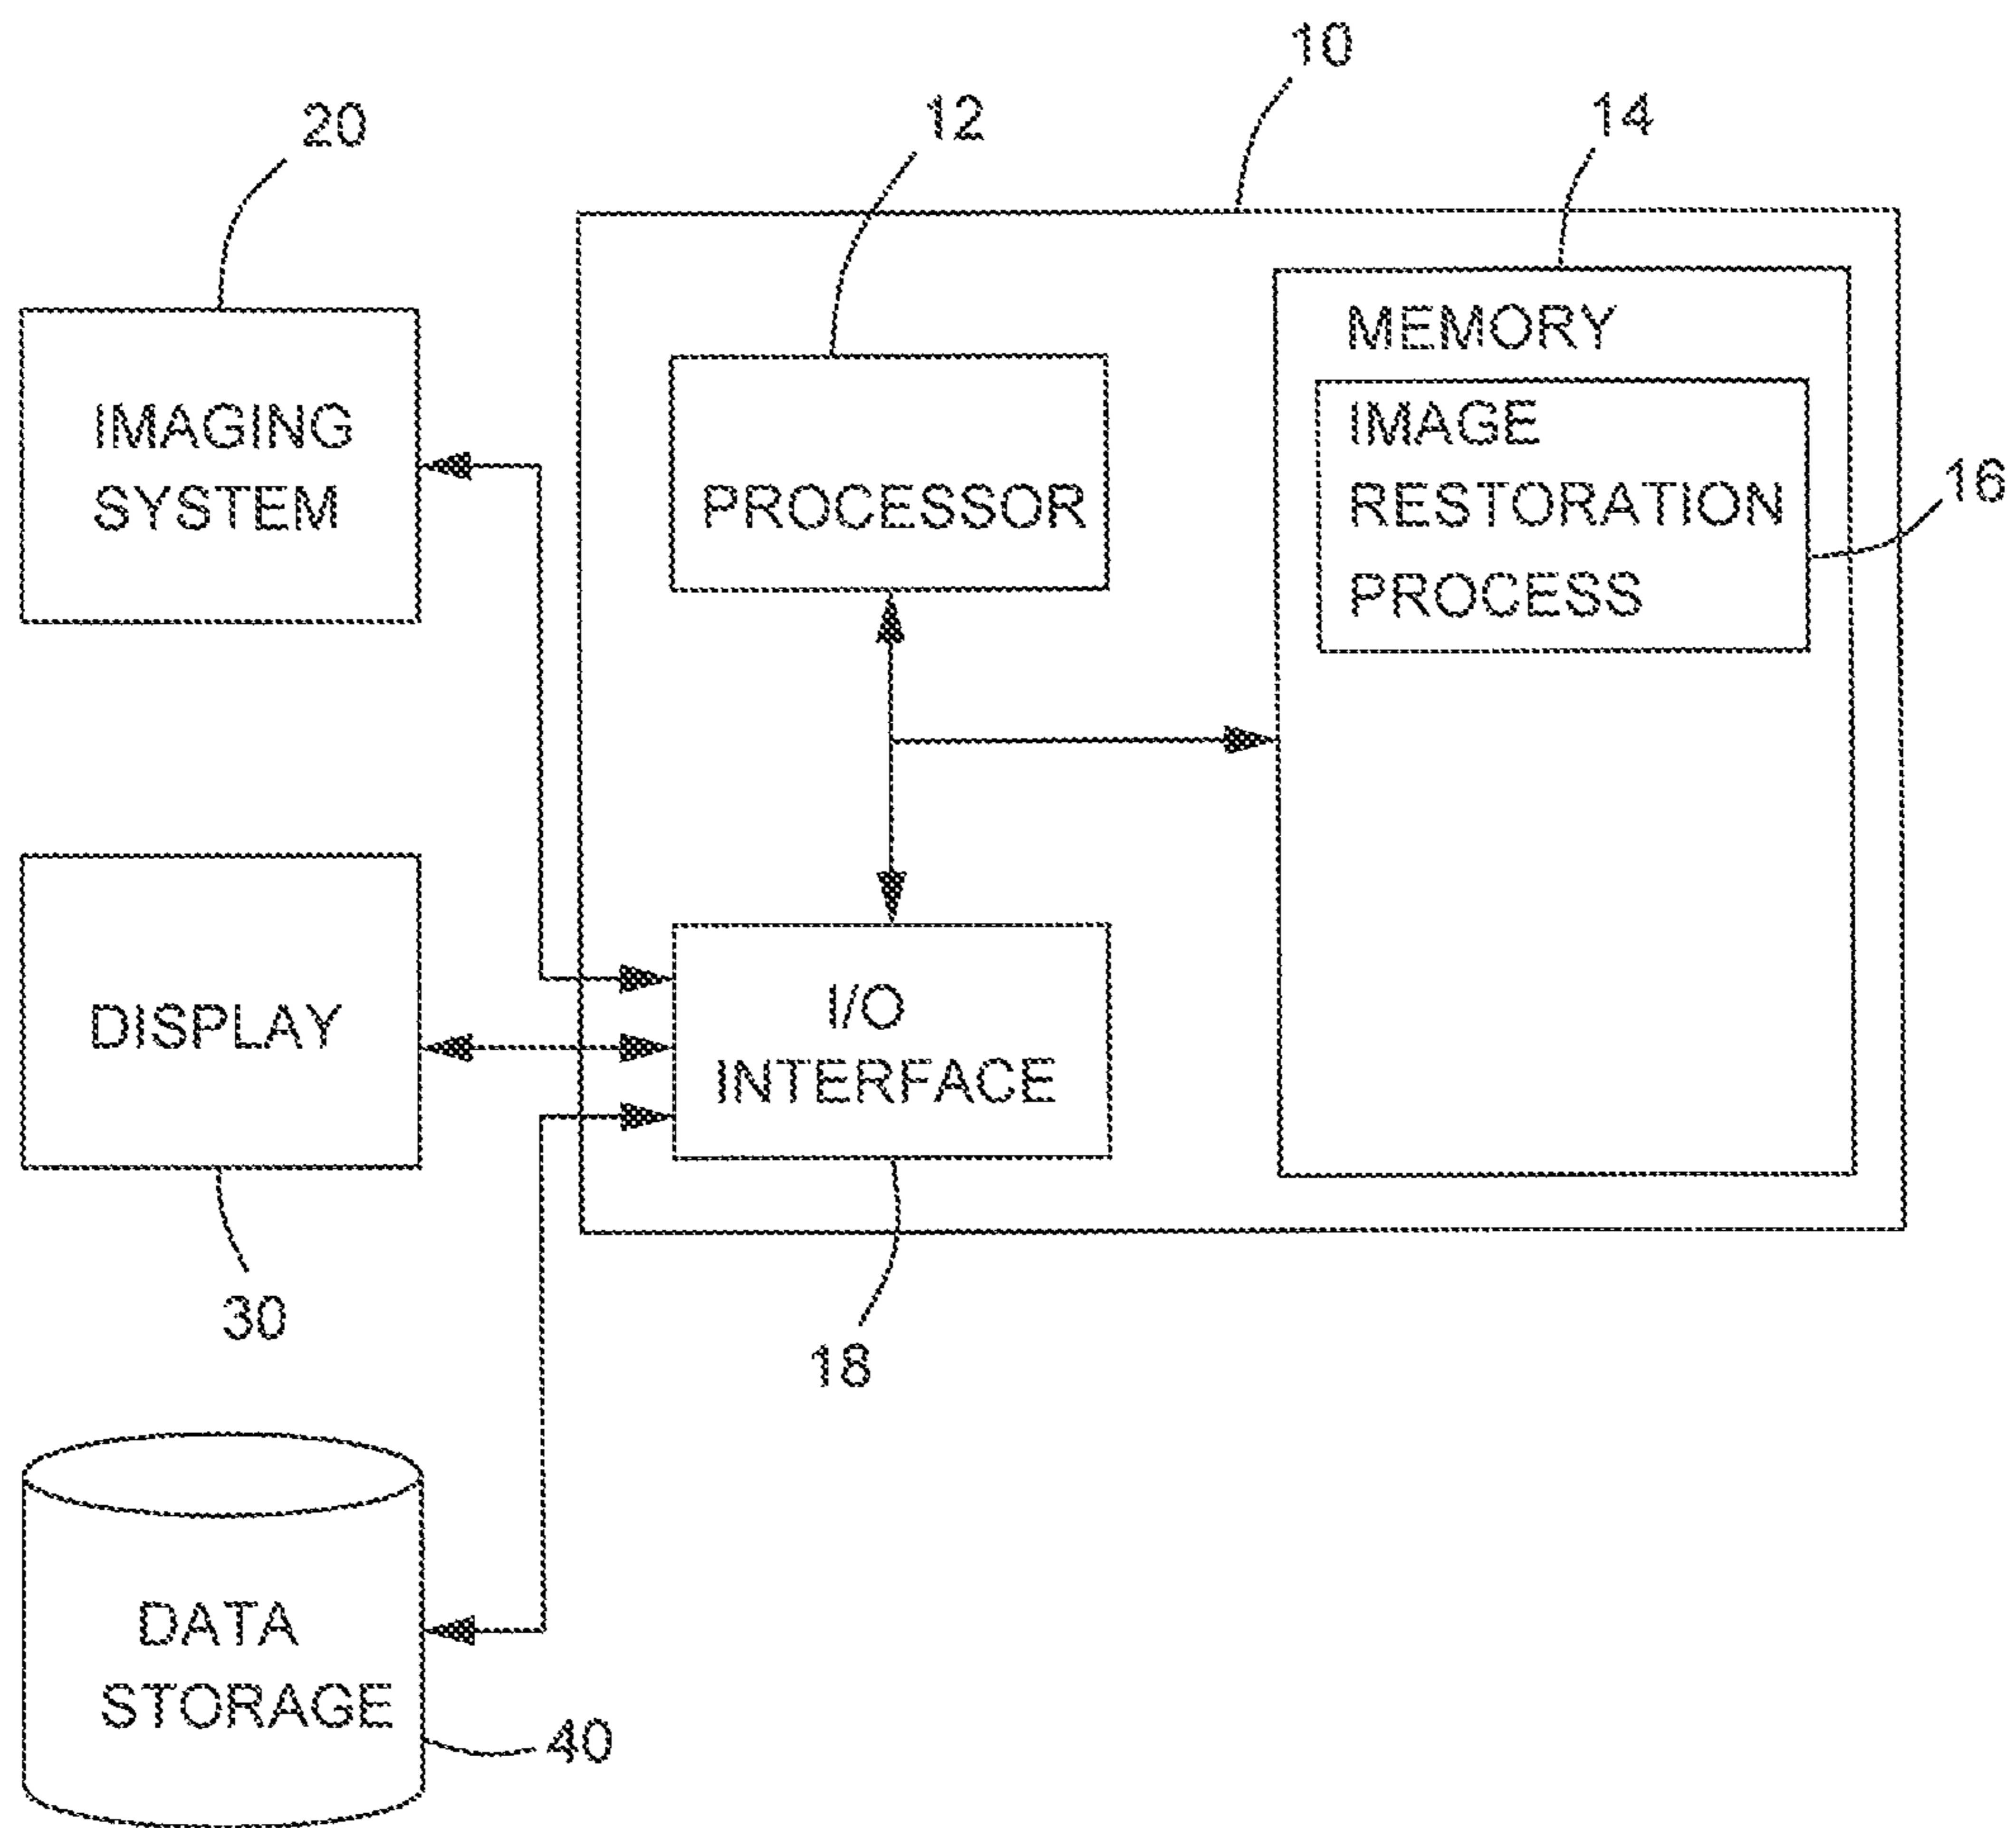 10
20
12
14
MEMORY
IMAGING
SYSTEM
PROCESSOR
IMAGE
RESTORATION
PROCESS
16
DISPLAY
I/O
INTERFACE
30
18
DATA
STORAGE
40